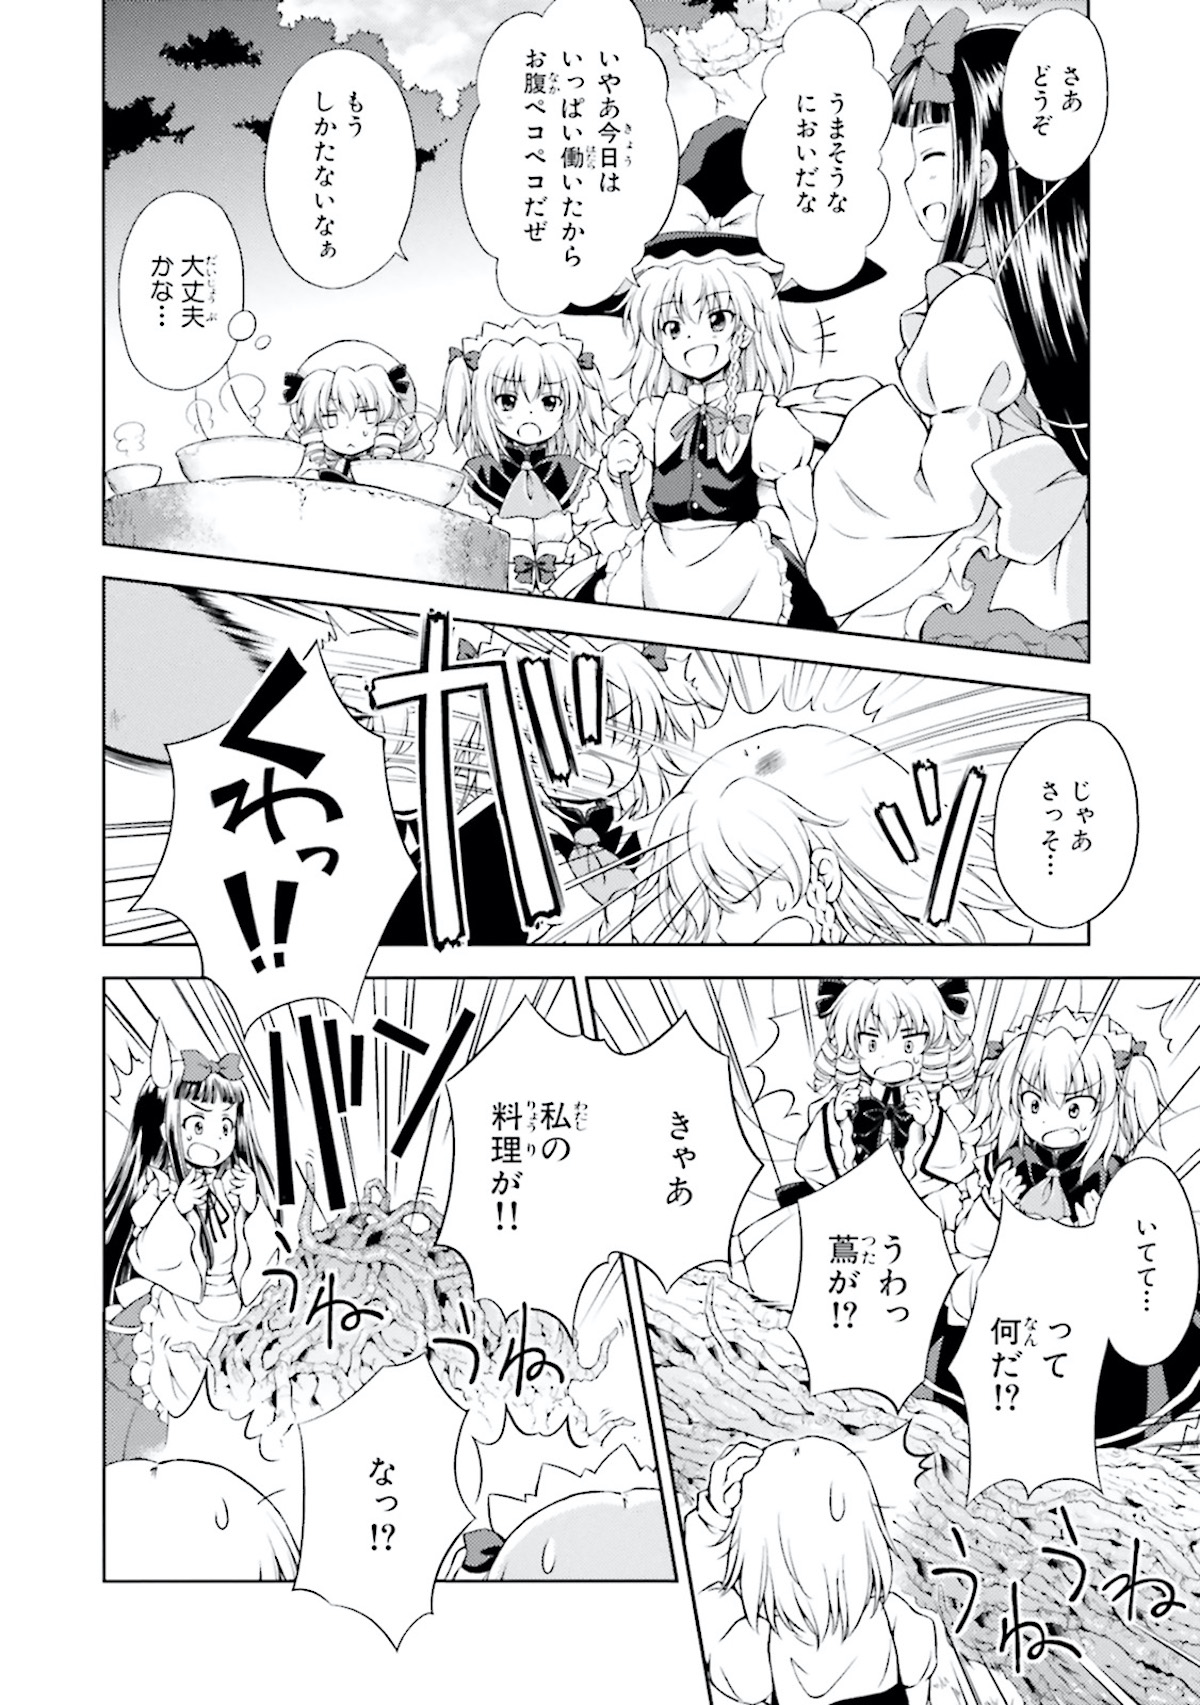 さあ
どうぞ
うまそうな
においだな
いやあ今日は
いっぱい働いたから
お腹ペコペコだぜ
もう
しかたないなぁ
大丈夫
かな…
じゃあ
さっそ…
ガガガキ
くわっ!!
いてて…
って
何だ!?
うわっ
蔦が!?
うねうね
きゃあ
私の
料理が!!
バンッ
うねうね
なっ!?